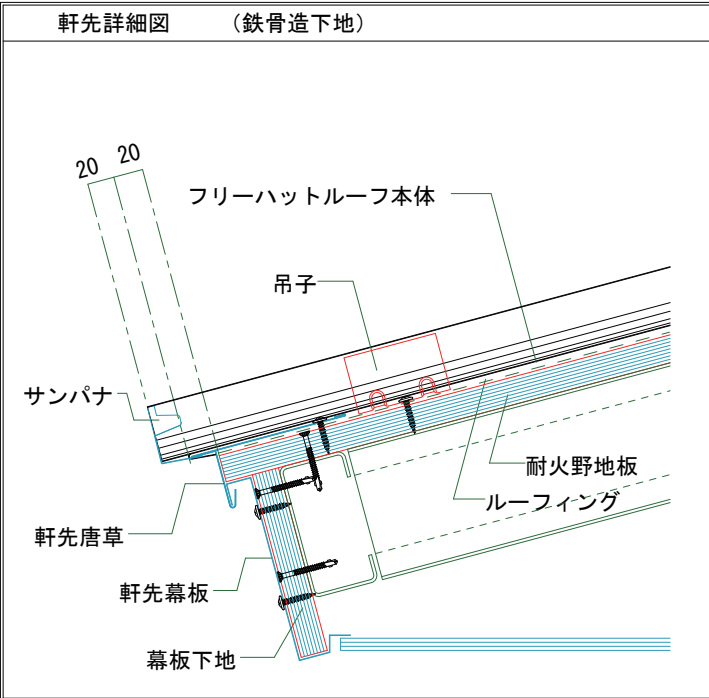 軒先詳細図　　（鉄骨造下地）
20 20
フリーハットルーフ本体
吊子
サンパナ
耐火野地板
ルーフィング
軒先唐草
軒先幕板
幕板下地